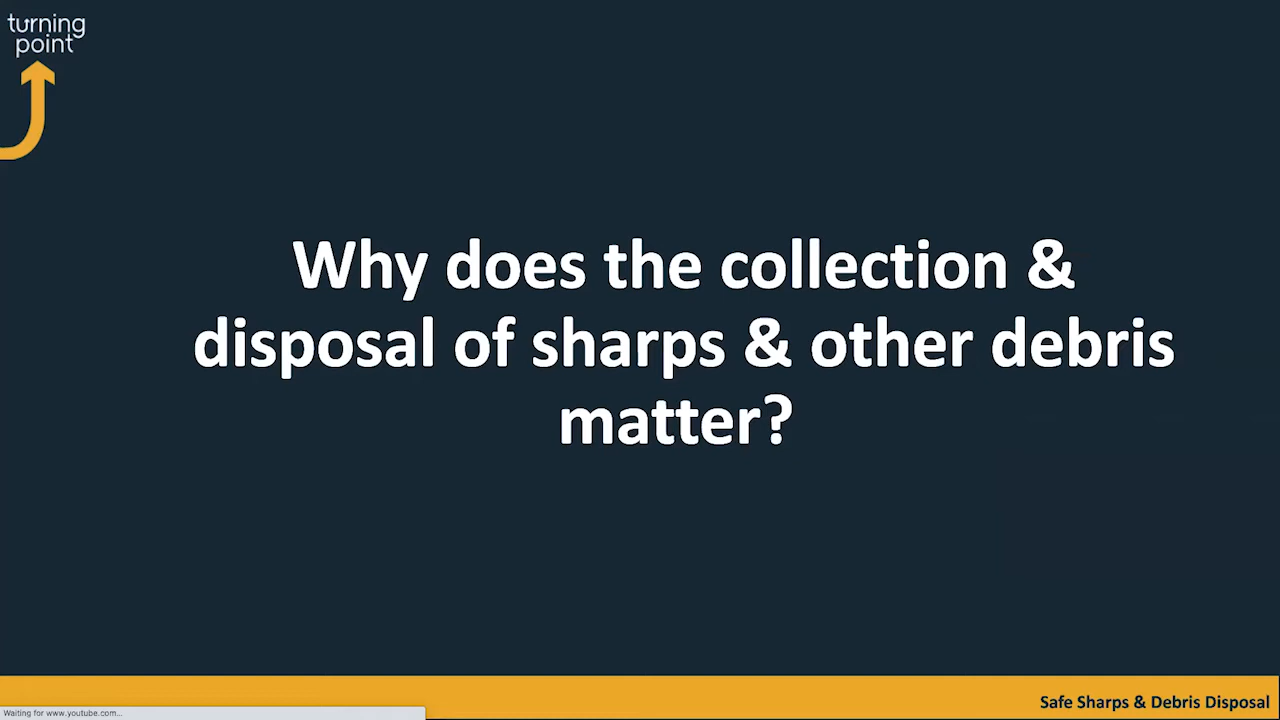 turning
point
Why does the collection &
disposal of sharps & other debris
matter?
Safe Sharps & Debris Disposal
Waiting for www.youtube.com...